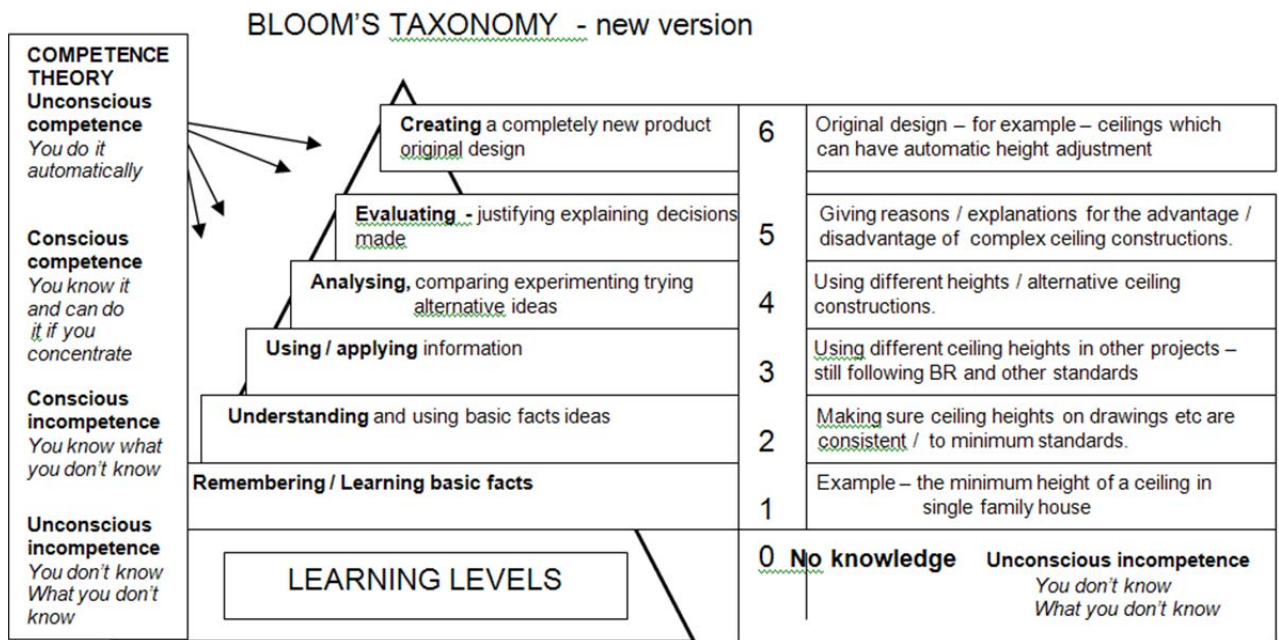 BLOOM'S TAXONOMY - new version
COMPETENCE
THEORY
Unconscious
competence
You do it
automatically
Conscious
competence
You know it
and can do
it if you
concentrate
Conscious
incompetence
You know what
you don't know
Unconscious
incompetence
You don't know
What you don't
know
Creating a completely new product
original design
6
Original design – for example – ceilings which
can have automatic height adjustment
Evaluating - justifying explaining decisions
made
5
Giving reasons / explanations for the advantage /
disadvantage of complex ceiling constructions.
Analysing, comparing experimenting trying
alternative ideas
4
Using different heights / alternative ceiling
constructions.
Using / applying information
3
Using different ceiling heights in other projects –
still following BR and other standards
Understanding and using basic facts ideas
2
Making sure ceiling heights on drawings etc are
consistent / to minimum standards.
Remembering / Learning basic facts
1
Example – the minimum height of a ceiling in
single family house
LEARNING LEVELS
0 No knowledge Unconscious incompetence
You don't know
What you don't know